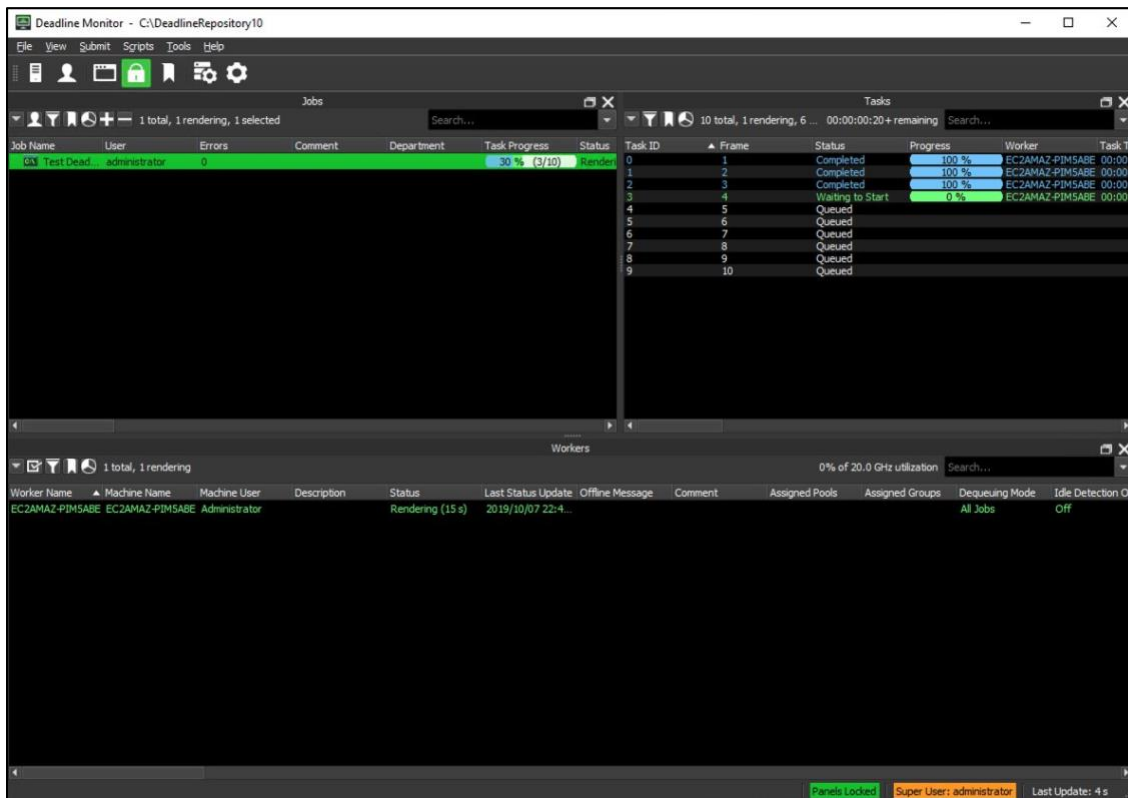 Deadline Monitor - C:\DeadlineRepository10
File View Submit Scripts Tools Help
Jobs
1 total, 1 rendering, 1 selected Search...
Job Name User Errors Comment Department Task Progress Status
Test Dead... administrator 0 30 % (3/10) Renderi
Tasks
10 total, 1 rendering, 6 ... 00:00:00:20+ remaining Search...
Task ID Frame Status Progress Worker Task T
0 1 Completed 100 % EC2AMAZ-PIM5ABE 00:00
1 2 Completed 100 % EC2AMAZ-PIM5ABE 00:00
2 3 Completed 100 % EC2AMAZ-PIM5ABE 00:00
3 4 Waiting to Start 0 % EC2AMAZ-PIM5ABE 00:00
4 5 Queued
5 6 Queued
6 7 Queued
7 8 Queued
8 9 Queued
9 10 Queued
Workers
1 total, 1 rendering 0% of 20.0 GHz utilization Search...
Worker Name Machine Name Machine User Description Status Last Status Update Offline Message Comment Assigned Pools Assigned Groups Dequeuing Mode Idle Detection O
EC2AMAZ-PIM5ABE EC2AMAZ-PIM5ABE Administrator Rendering (15 s) 2019/10/07 22:4... All Jobs Off
Panels Locked Super User: administrator Last Update: 4 s